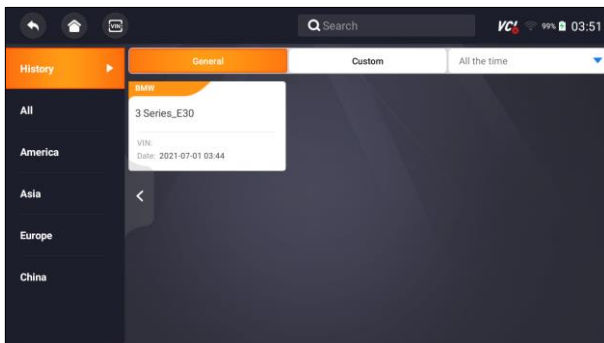 VIN
Search
VCI 99% 03:51
History
General
Custom
All the time
BMW
3 Series_E30
VIN:
Date: 2021-07-01 03:44
All
America
Asia
Europe
China